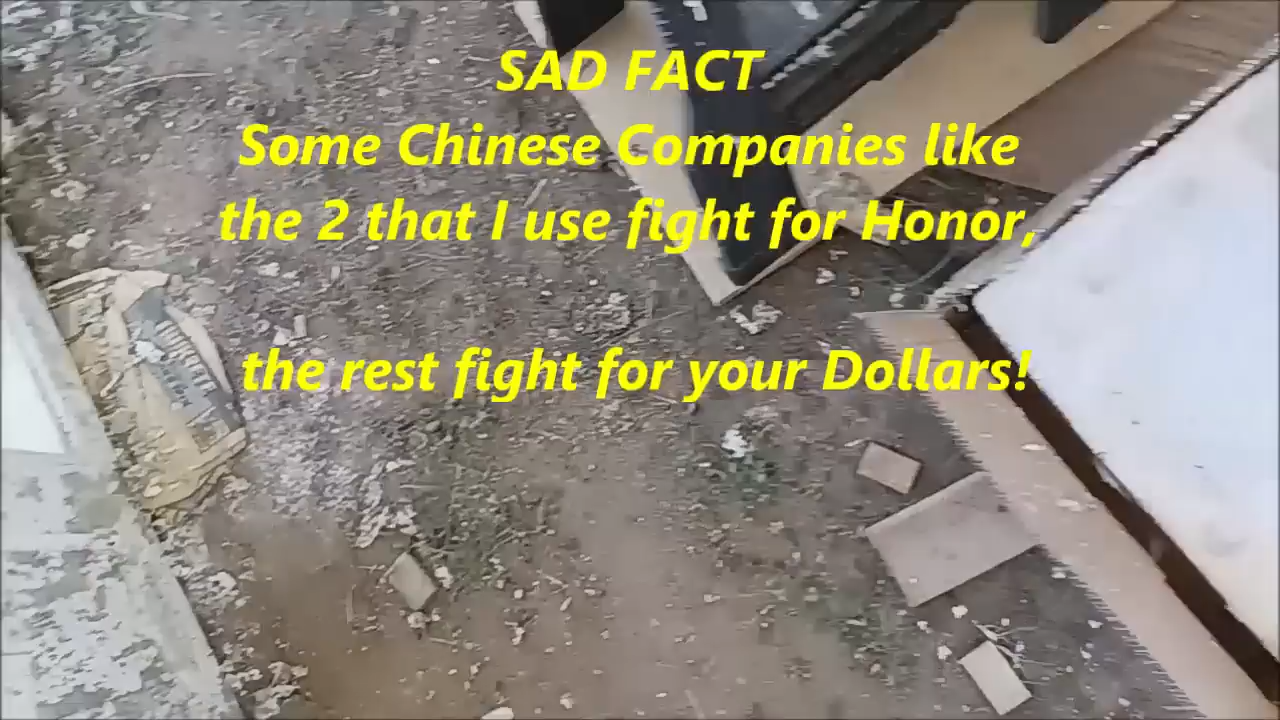 SAD FACT
Some Chinese Companies like
the 2 that I use fight for Honor,
the rest fight for your Dollars!